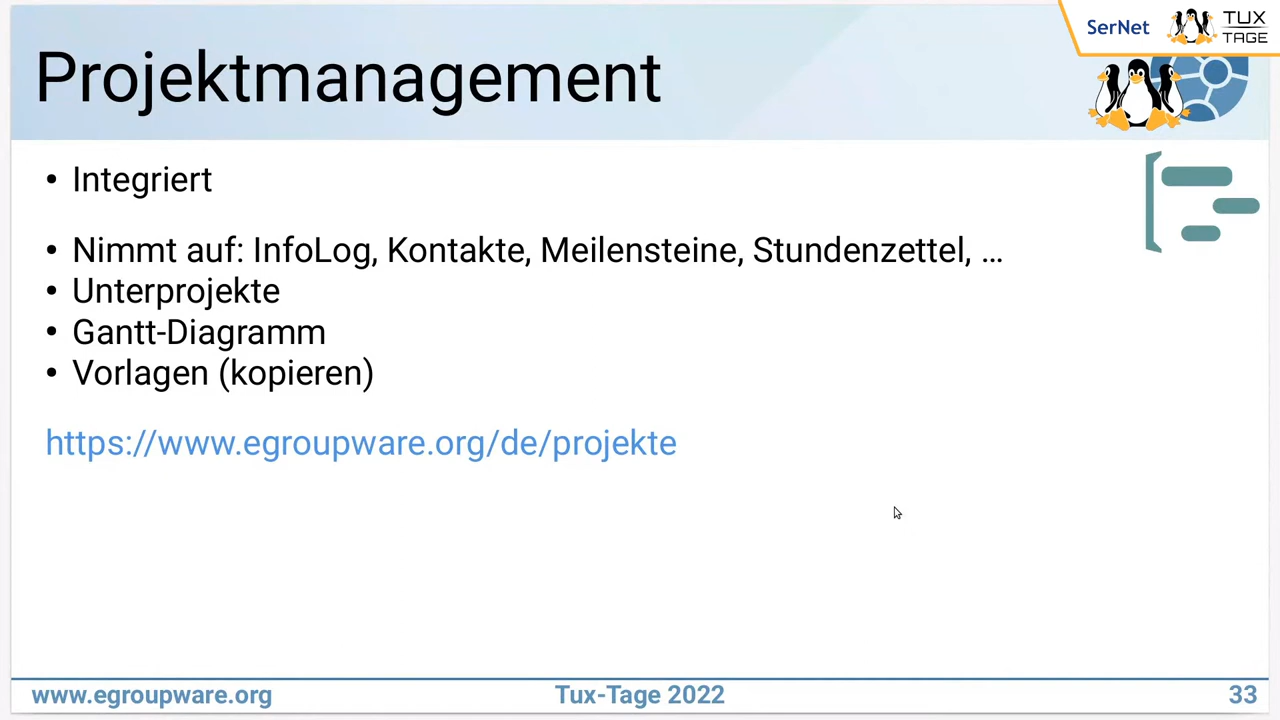 SerNet
TUX
TAGE
Projektmanagement
• Integriert
• Nimmt auf: InfoLog, Kontakte, Meilensteine, Stundenzettel, ...
• Unterprojekte
• Gantt-Diagramm
• Vorlagen (kopieren)
https://www.egroupware.org/de/projekte
www.egroupware.org
Tux-Tage 2022
33